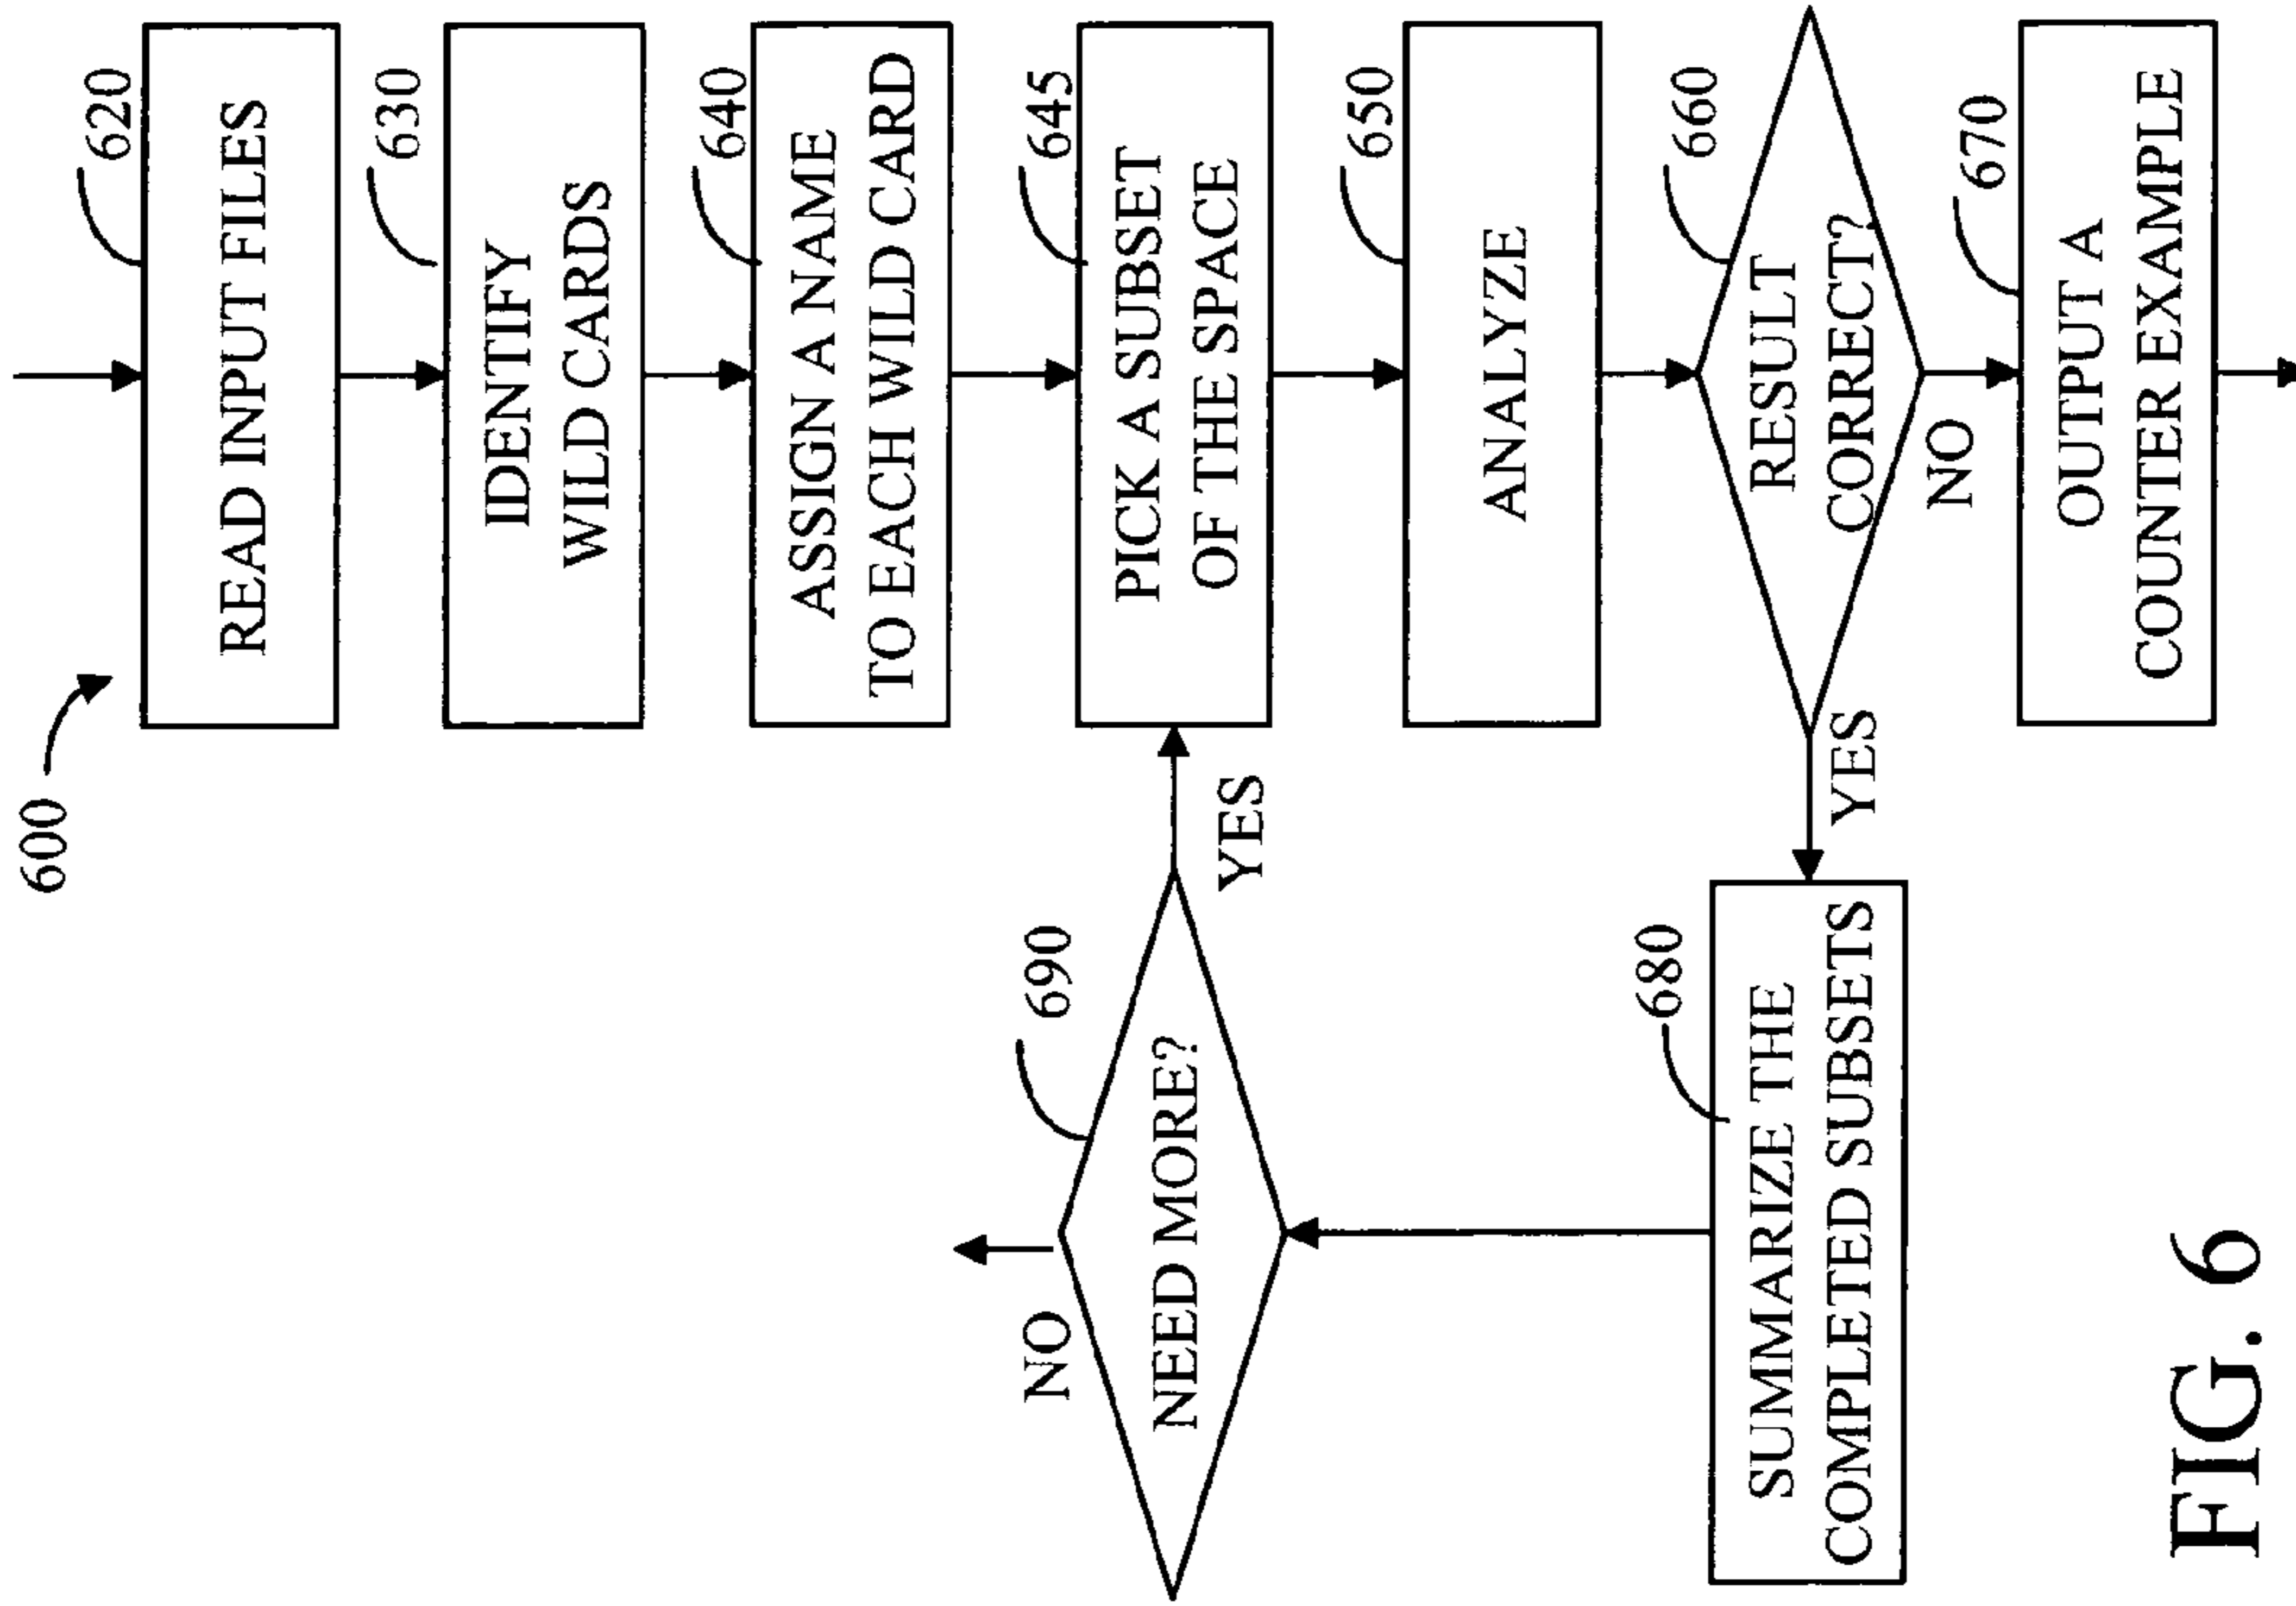 600
620
READ INPUT FILES
630
IDENTIFY
WILD CARDS
640
ASSIGN A NAME
TO EACH WILD CARD
690
NO
NEED MORE?
YES
645
PICK A SUBSET
OF THE SPACE
650
ANALYZE
660
RESULT
CORRECT?
YES
NO
680
SUMMARIZE THE
COMPLETED SUBSETS
670
OUTPUT A
COUNTER EXAMPLE
FIG. 6